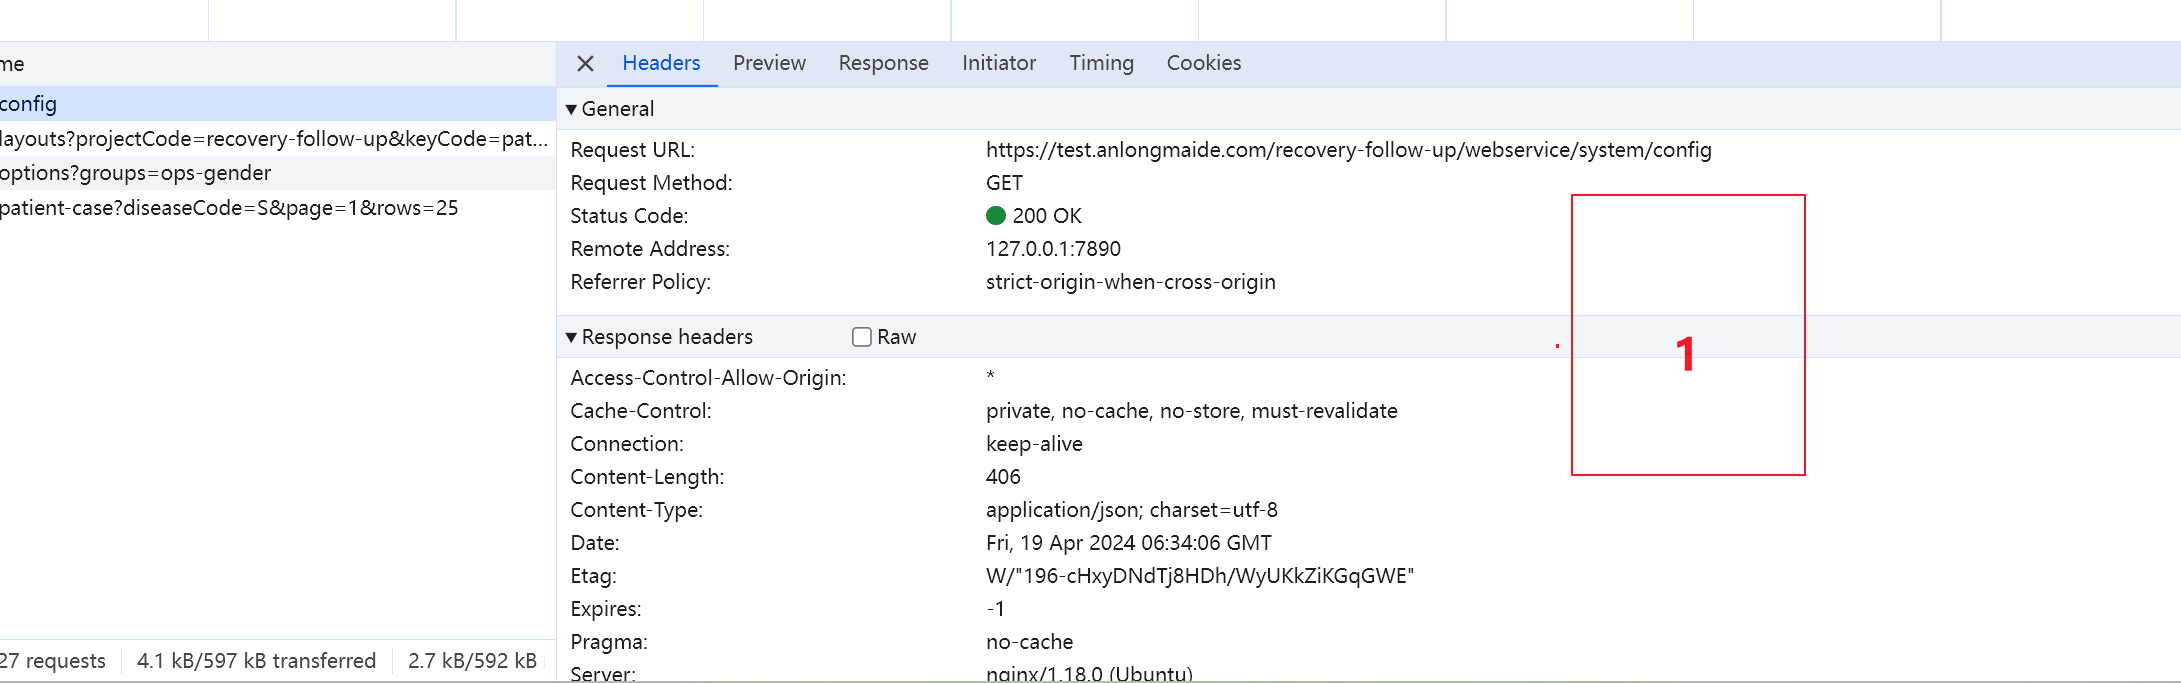 me
config
layouts?projectCode=recovery-follow-up&keyCode=pat...
options?groups=ops-gender
patient-case?diseaseCode=S&page=1&rows=25
27 requests 4.1 kB/597 kB transferred 2.7 kB/592 kB
Headers Preview Response Initiator Timing Cookies
General
Request URL: https://test.anlongmaide.com/recovery-follow-up/webservice/system/config
Request Method: GET
Status Code: 200 OK
Remote Address: 127.0.0.1:7890
Referrer Policy: strict-origin-when-cross-origin
Response headers Raw
1
Access-Control-Allow-Origin: *
Cache-Control: private, no-cache, no-store, must-revalidate
Connection: keep-alive
Content-Length: 406
Content-Type: application/json; charset=utf-8
Date: Fri, 19 Apr 2024 06:34:06 GMT
Etag: W/"196-cHxyDNdTj8HDh/WyUKkZiKGqGWE"
Expires: -1
Pragma: no-cache
Server: nginx/1.18.0 (Ubuntu)